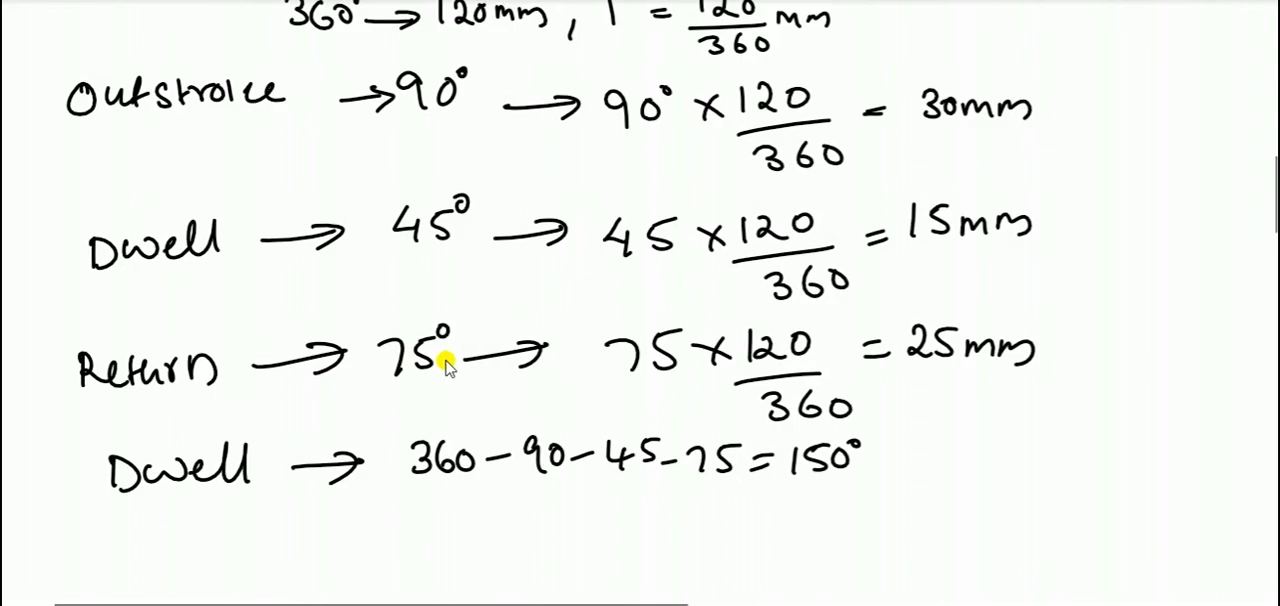 360° → 120mm, 1 = 120/360 mm
Outstroke → 90° → 90° × 120/360 = 30mm
Dwell → 45° → 45 × 120/360 = 15mm
Return → 75° → 75 × 120/360 = 25mm
Dwell → 360-90-45-75 = 150°